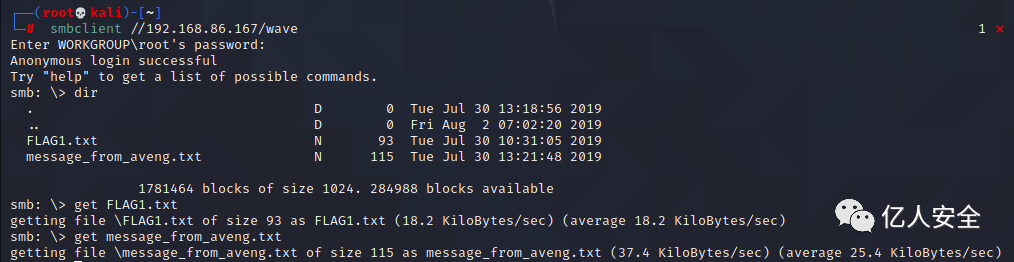 ┌──(root💀kali)-[~]
└─# smbclient //192.168.86.167/wave 1 ⨯
Enter WORKGROUP\root's password:
Anonymous login successful
Try "help" to get a list of possible commands.
smb: \> dir
. D 0 Tue Jul 30 13:18:56 2019
.. D 0 Fri Aug 2 07:02:20 2019
FLAG1.txt N 93 Tue Jul 30 10:31:05 2019
message_from_aveng.txt N 115 Tue Jul 30 13:21:48 2019
1781464 blocks of size 1024. 284988 blocks available
smb: \> get FLAG1.txt
getting file \FLAG1.txt of size 93 as FLAG1.txt (18.2 KiloBytes/sec) (average 18.2 KiloBytes/sec)
smb: \> get message_from_aveng.txt
getting file \message_from_aveng.txt of size 115 as message_from_aveng.txt (37.4 KiloBytes/sec) (average 25.4 KiloBytes/sec)
亿人安全